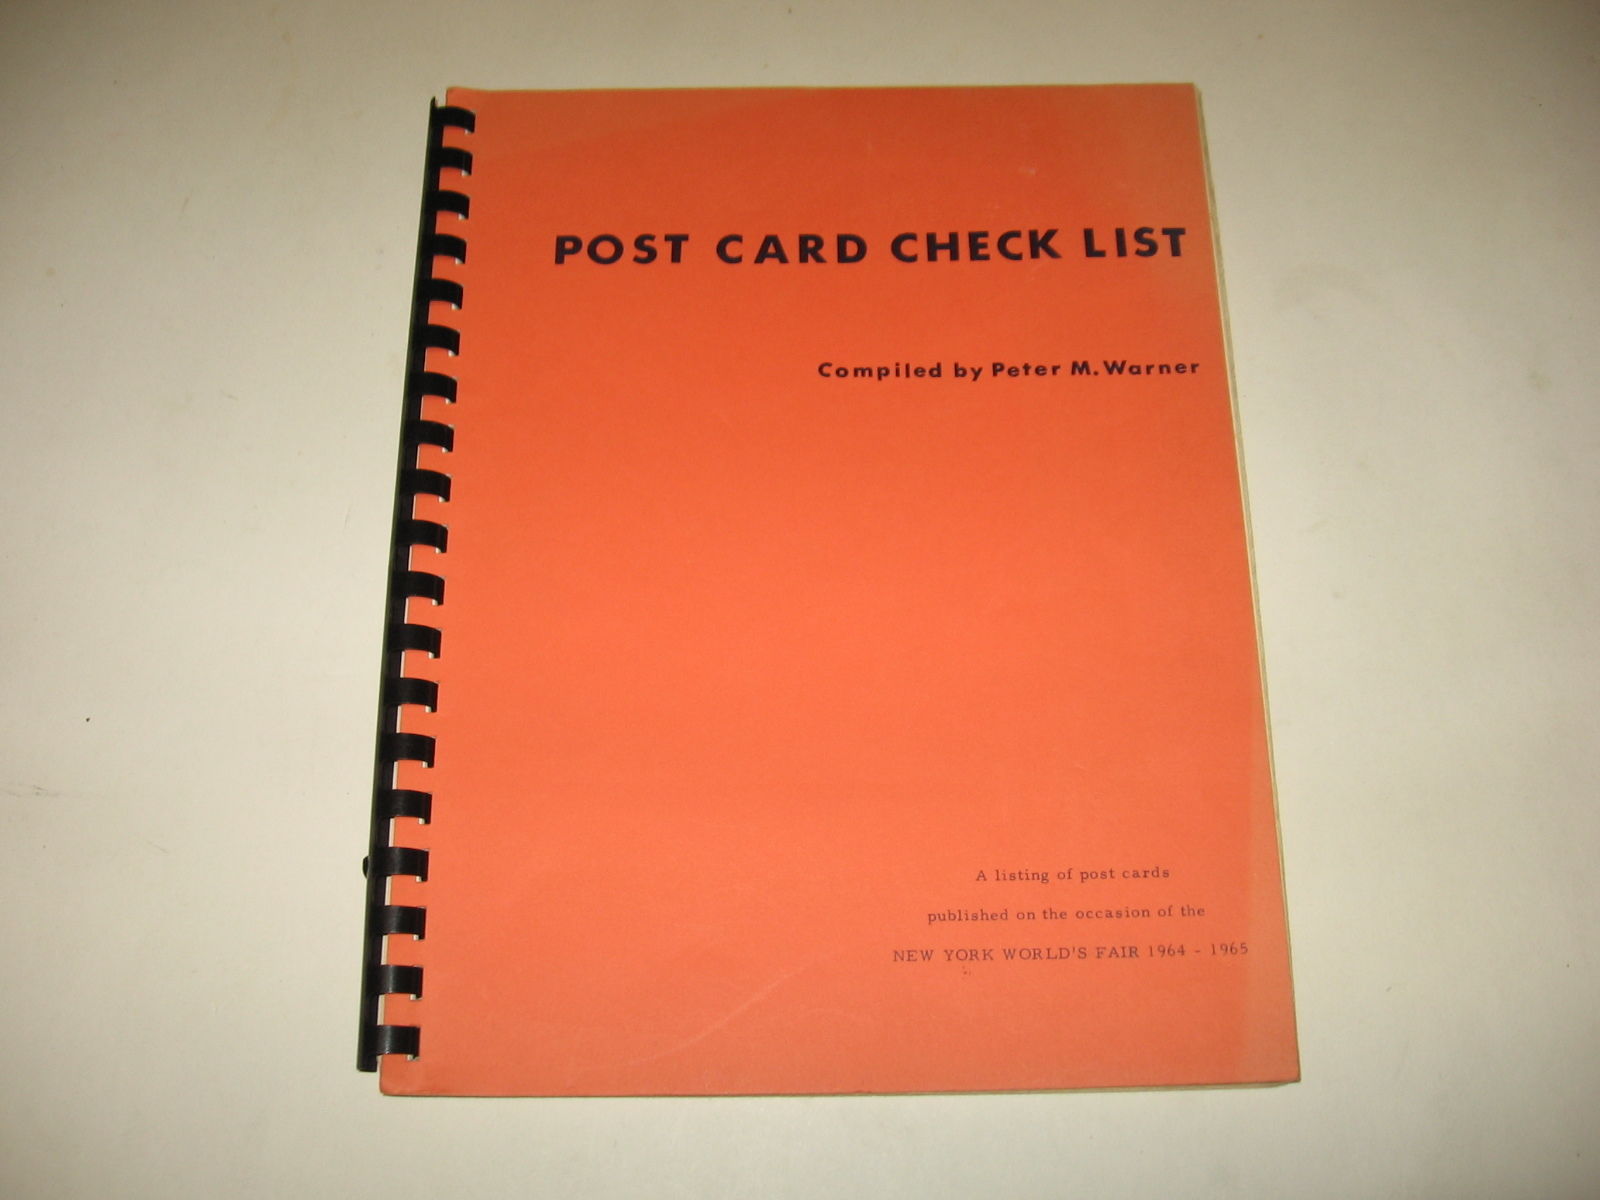 POST CARD CHECK LIST
Compiled by Peter M. Warner
A listing of post cards
published on the occasion of the
NEW YORK WORLD'S FAIR 1964 - 1965